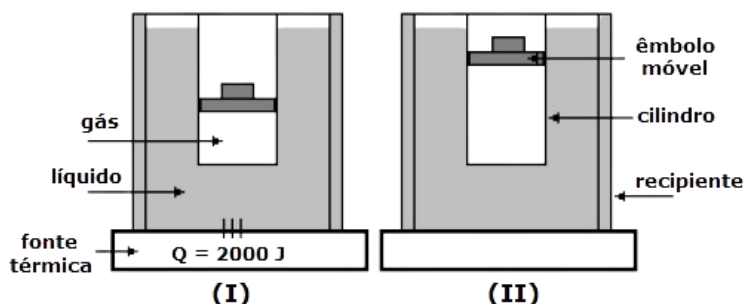 êmbolo
móvel
gás
cilindro
líquido
recipiente
fonte
térmica
Q = 2000 J
(I)
(II)